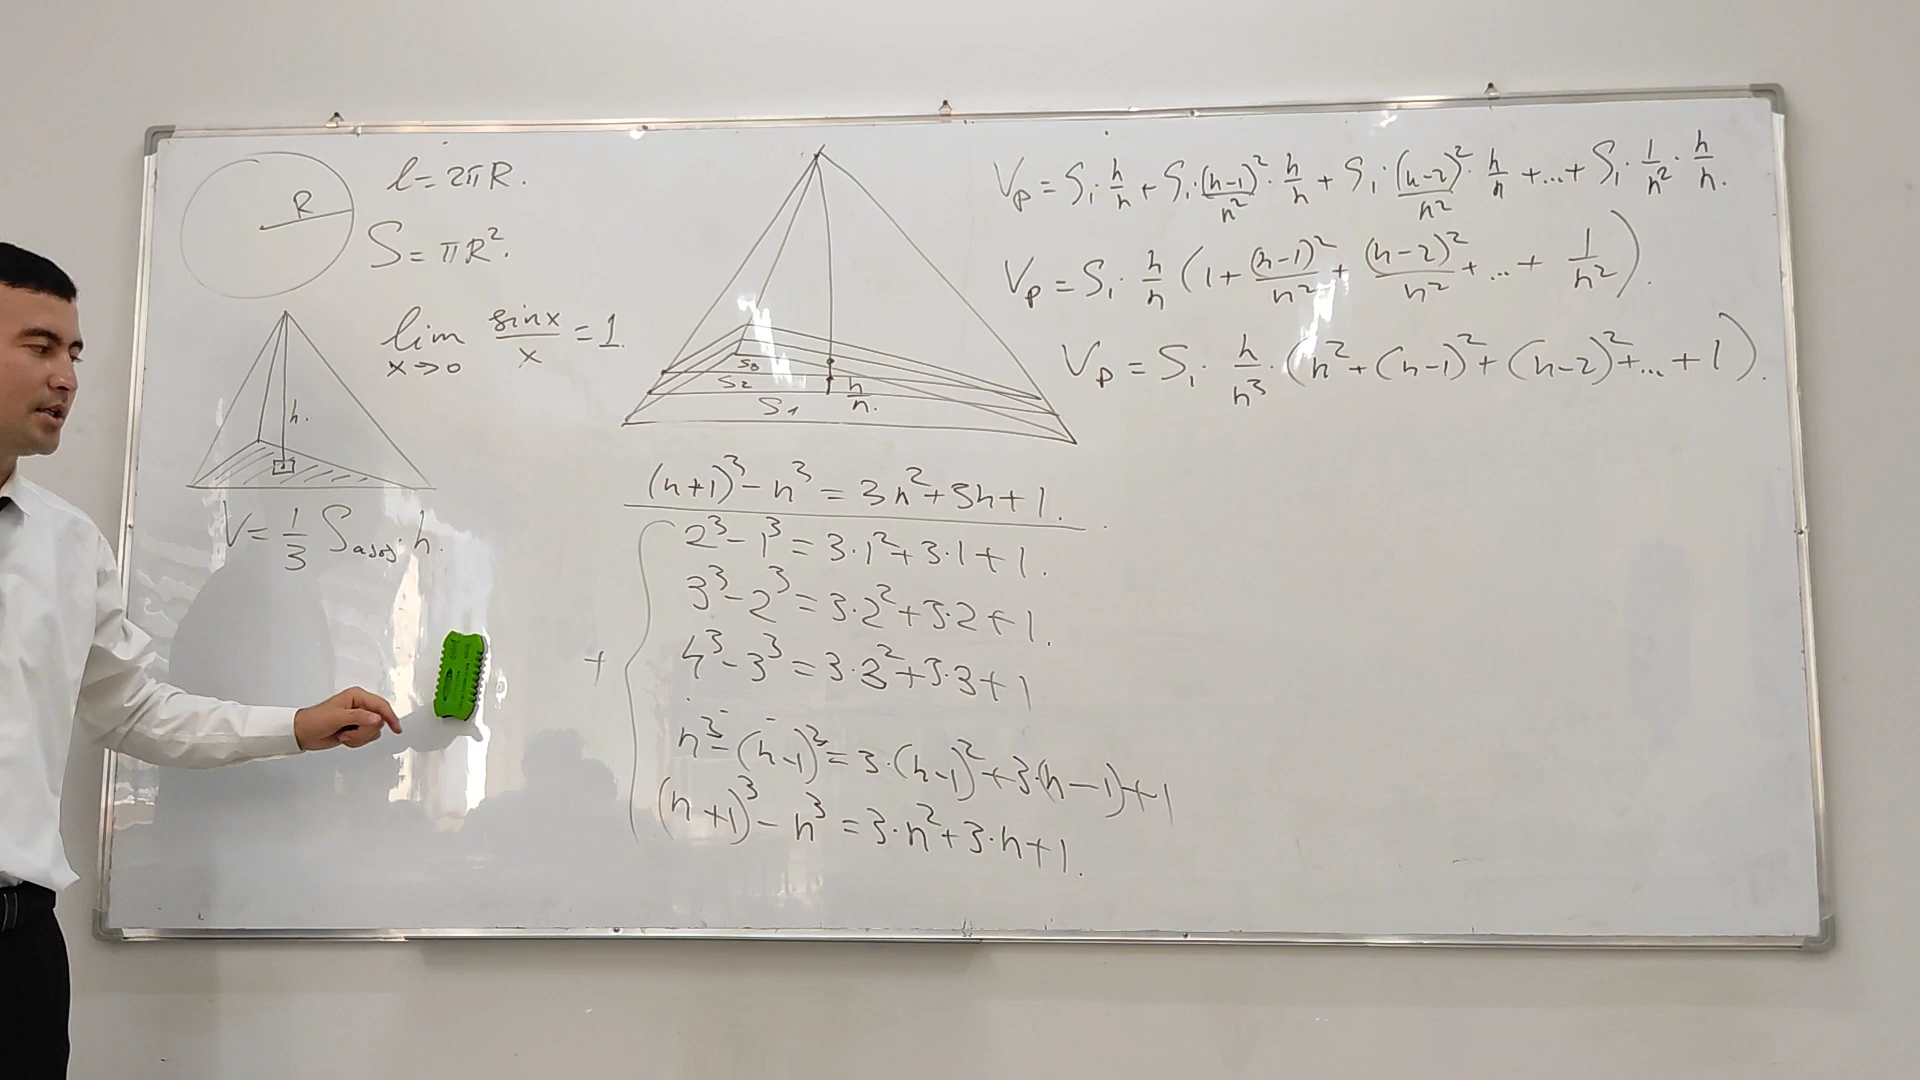 R
l = 2πR.
S = πR².
lim sinx/x = 1.
x→0
h.
V = 1/3 S_asos · h.
S₃
S₂
h/n.
S₁
(n+1)³ - n³ = 3n² + 3n + 1.
2³ - 1³ = 3·1² + 3·1 + 1.
3³ - 2³ = 3·2² + 3·2 + 1.
+ 4³ - 3³ = 3·3² + 3·3 + 1
n³ - (n-1)³ = 3·(n-1)² + 3·(n-1) + 1
(n+1)³ - n³ = 3·n² + 3·n + 1.
V_p = S₁·h/n + S₁·(n-1)²/n²·h/n + S₁·(n-2)²/n²·h/n + ... + S₁·1/n²·h/n.
V_p = S₁·h/n (1 + (n-1)²/n² + (n-2)²/n² + ... + 1/n²).
V_p = S₁·h/n³·(n² + (n-1)² + (n-2)² + ... + 1).